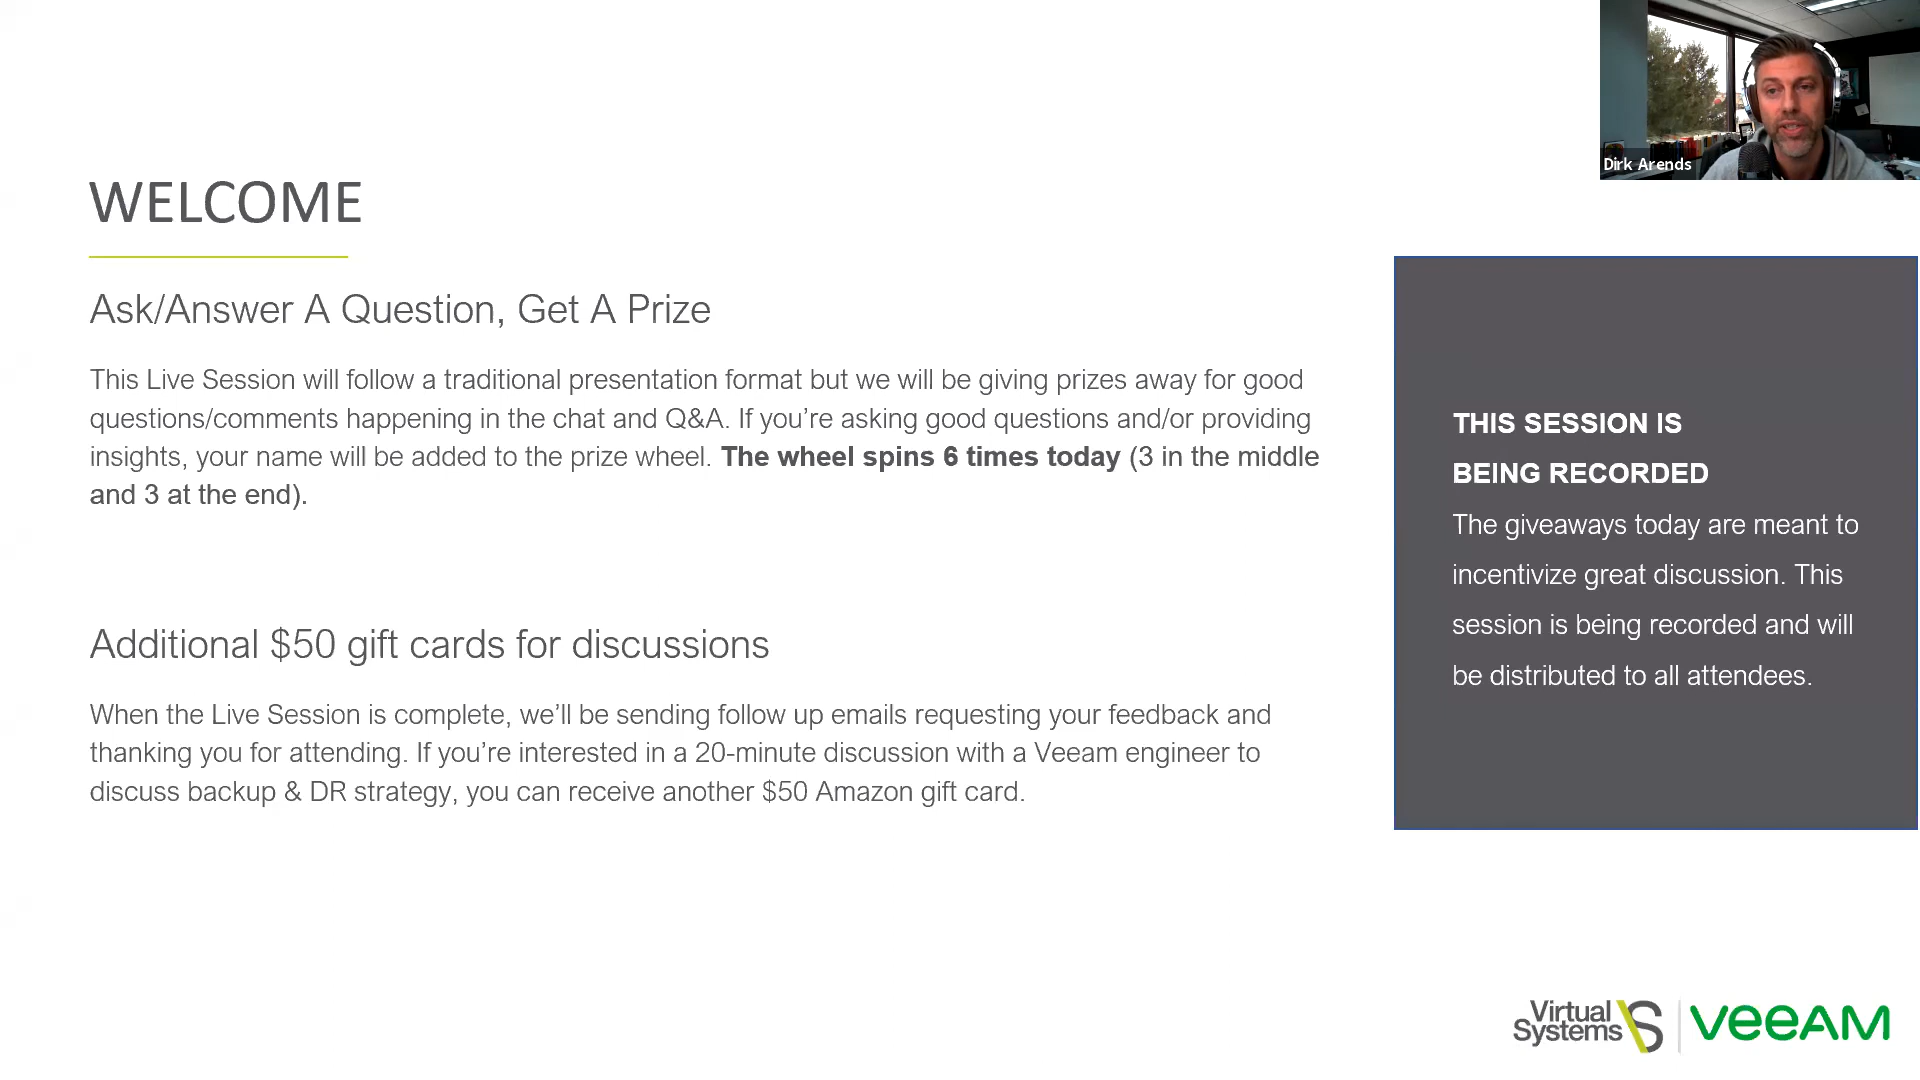 Dirk Arends
WELCOME
Ask/Answer A Question, Get A Prize
This Live Session will follow a traditional presentation format but we will be giving prizes away for good
questions/comments happening in the chat and Q&A. If you’re asking good questions and/or providing
insights, your name will be added to the prize wheel. The wheel spins 6 times today (3 in the middle
and 3 at the end).
Additional $50 gift cards for discussions
When the Live Session is complete, we’ll be sending follow up emails requesting your feedback and
thanking you for attending. If you’re interested in a 20-minute discussion with a Veeam engineer to
discuss backup & DR strategy, you can receive another $50 Amazon gift card.
THIS SESSION IS
BEING RECORDED
The giveaways today are meant to
incentivize great discussion. This
session is being recorded and will
be distributed to all attendees.
Virtual
Systems
VS
veeAM